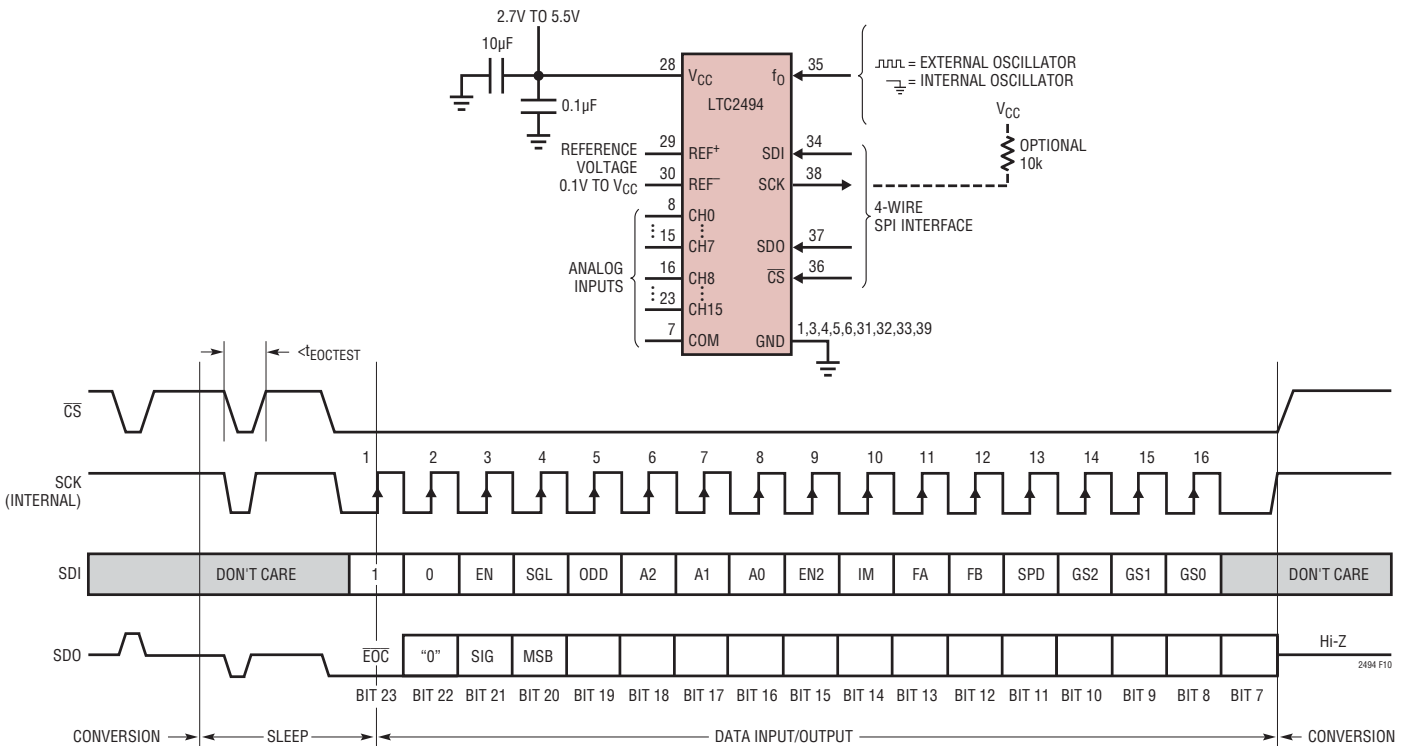 2.7V TO 5.5V
10µF
0.1µF
28
VCC
fO
35
LTC2494
= EXTERNAL OSCILLATOR
= INTERNAL OSCILLATOR
VCC
OPTIONAL
10k
REFERENCE
VOLTAGE
0.1V TO VCC
29
REF+
SDI
34
30
REF–
SCK
38
4-WIRE
SPI INTERFACE
ANALOG
INPUTS
8
CH0
15
CH7
SDO
37
16
CH8
CS
36
23
CH15
7
COM
GND
1,3,4,5,6,31,32,33,39
<tEOCTEST
CS
SCK
(INTERNAL)
1 2 3 4 5 6 7 8 9 10 11 12 13 14 15 16
SDI DON'T CARE 1 0 EN SGL ODD A2 A1 A0 EN2 IM FA FB SPD GS2 GS1 GS0 DON'T CARE
SDO EOC “0” SIG MSB Hi-Z
2494 F10
BIT 23 BIT 22 BIT 21 BIT 20 BIT 19 BIT 18 BIT 17 BIT 16 BIT 15 BIT 14 BIT 13 BIT 12 BIT 11 BIT 10 BIT 9 BIT 8 BIT 7
CONVERSION SLEEP DATA INPUT/OUTPUT CONVERSION